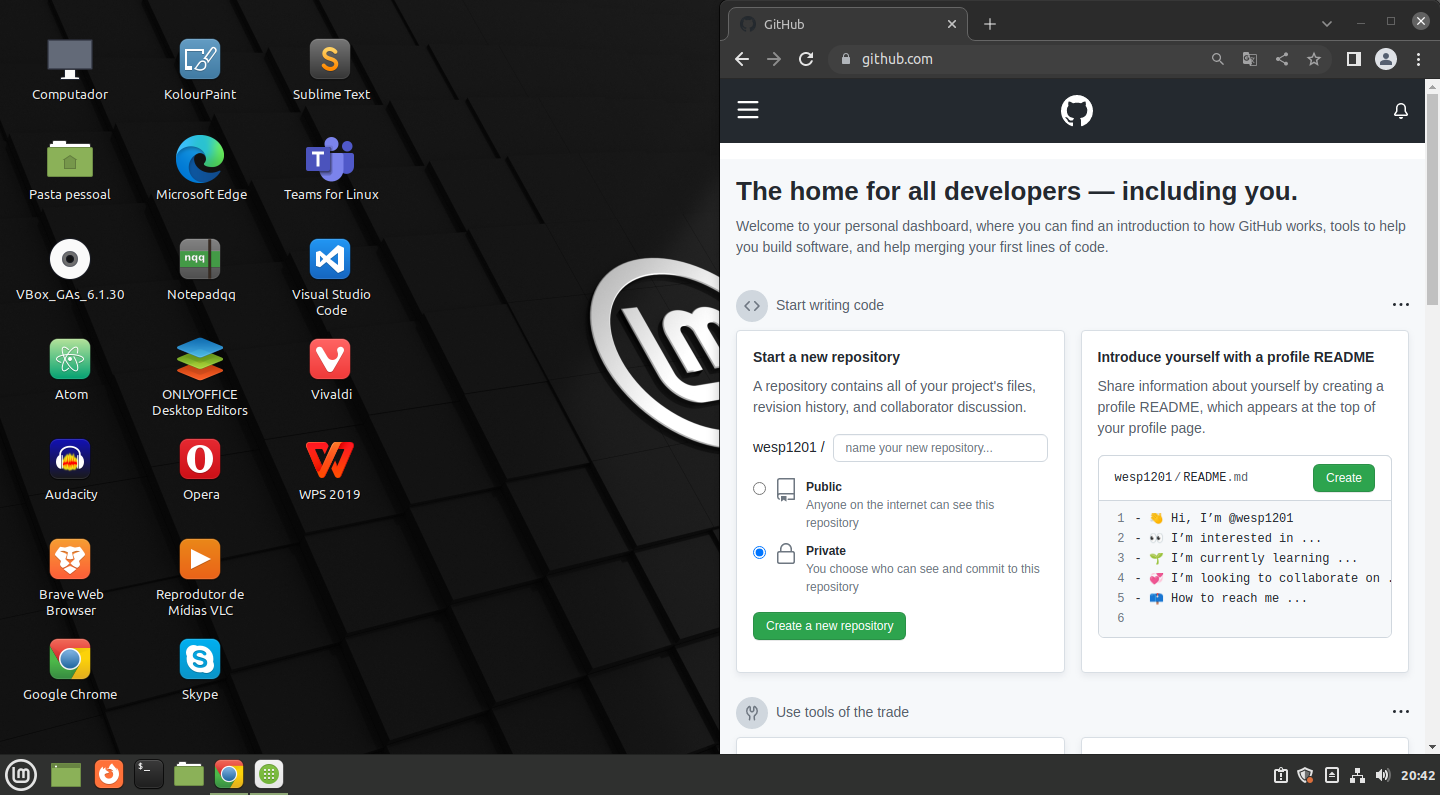 Computador
KolourPaint
Sublime Text
Pasta pessoal
Microsoft Edge
Teams for Linux
VBox_GAs_6.1.30
nqq
Notepadqq
Visual Studio
Code
Atom
ONLYOFFICE
Desktop Editors
Vivaldi
Audacity
Opera
WPS 2019
Brave Web
Browser
Reprodutor de
Mídias VLC
Google Chrome
Skype
GitHub
github.com
The home for all developers — including you.
Welcome to your personal dashboard, where you can find an introduction to how GitHub works, tools to help
you build software, and help merging your first lines of code.
Start writing code
Start a new repository
A repository contains all of your project's files,
revision history, and collaborator discussion.
wesp1201 /
name your new repository...
Public
Anyone on the internet can see this
repository
Private
You choose who can see and commit to this
repository
Create a new repository
Introduce yourself with a profile README
Share information about yourself by creating a
profile README, which appears at the top of
your profile page.
wesp1201 / README.md
Create
1 - 👋 Hi, I’m @wesp1201
2 - 👀 I’m interested in ...
3 - 🌱 I’m currently learning ...
4 - 💞️ I’m looking to collaborate on .
5 - 📫 How to reach me ...
6
Use tools of the trade
20:42